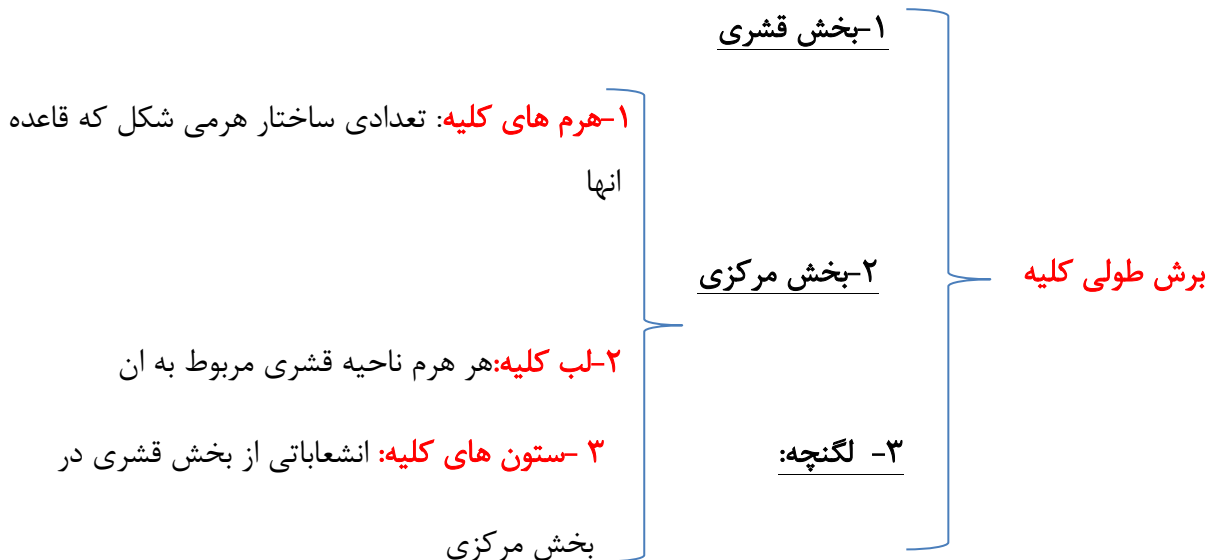 برش طولی کلیه
۱-بخش قشری
۲-بخش مرکزی
۱-هرم های کلیه: تعدادی ساختار هرمی شکل که قاعده
انها
۲-لب کلیه:هر هرم ناحیه قشری مربوط به ان
۳ -ستون های کلیه: انشعاباتی از بخش قشری در
بخش مرکزی
۳- لگنچه: